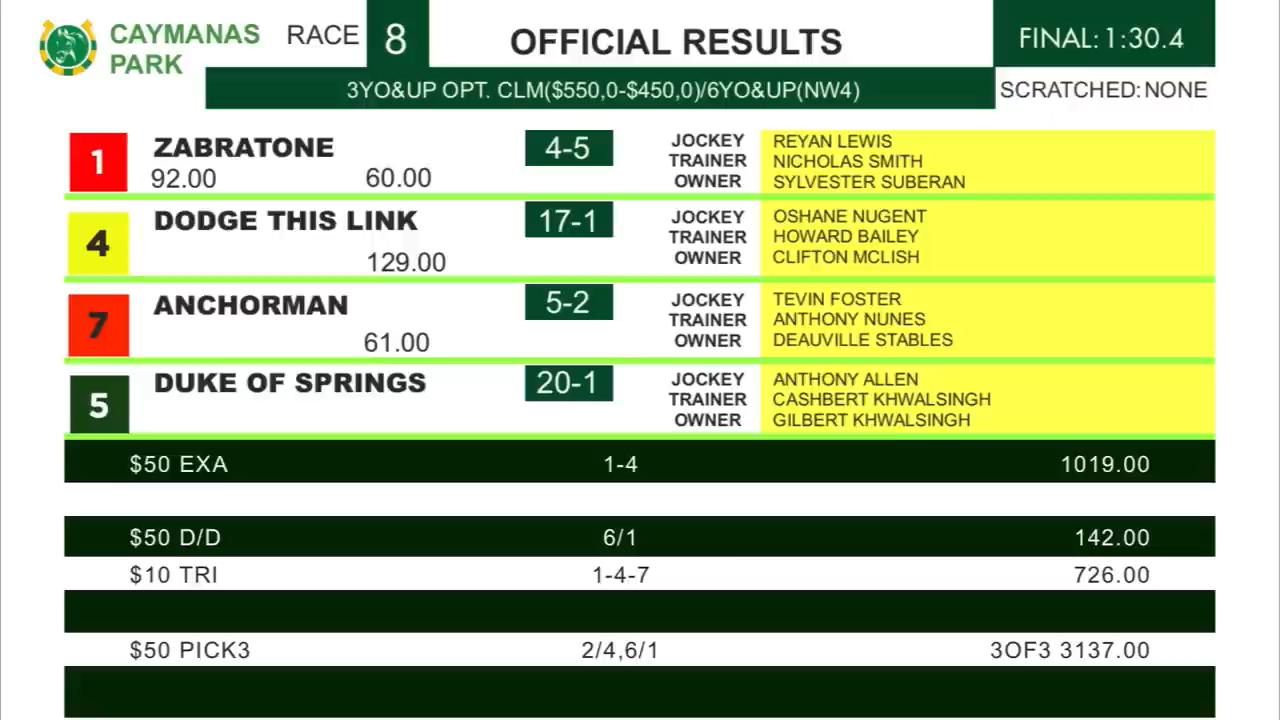 CAYMANAS PARK
RACE 8
OFFICIAL RESULTS
FINAL: 1:30.4
3YO&UP OPT. CLM($550,0-$450,0)/6YO&UP(NW4)
SCRATCHED: NONE
1 ZABRATONE 4-5
92.00 60.00
JOCKEY REYAN LEWIS
TRAINER NICHOLAS SMITH
OWNER SYLVESTER SUBERAN
4 DODGE THIS LINK 17-1
129.00
JOCKEY OSHANE NUGENT
TRAINER HOWARD BAILEY
OWNER CLIFTON MCLISH
7 ANCHORMAN 5-2
61.00
JOCKEY TEVIN FOSTER
TRAINER ANTHONY NUNES
OWNER DEAUVILLE STABLES
5 DUKE OF SPRINGS 20-1
JOCKEY ANTHONY ALLEN
TRAINER CASHBERT KHWALSINGH
OWNER GILBERT KHWALSINGH
$50 EXA 1-4 1019.00
$50 D/D 6/1 142.00
$10 TRI 1-4-7 726.00
$50 PICK3 2/4,6/1 3OF3 3137.00